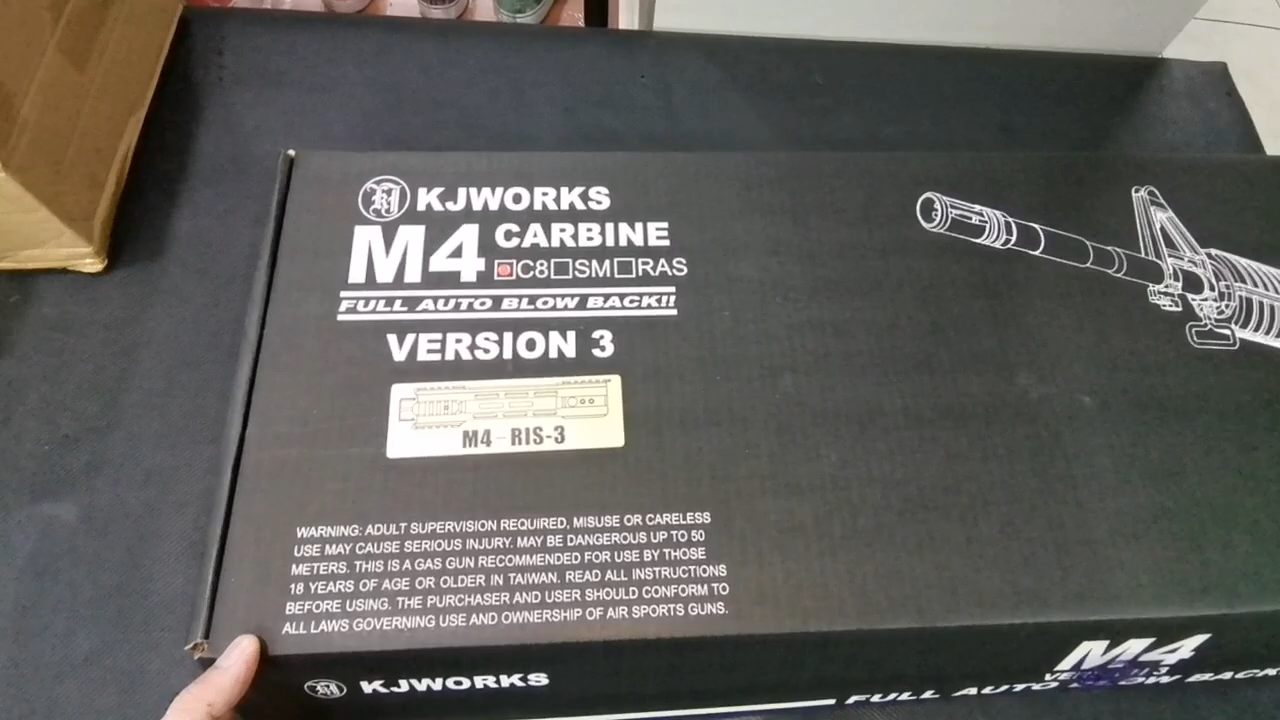 KJWORKS
M4 CARBINE
C8 SM RAS
FULL AUTO BLOW BACK!!
VERSION 3
M4-RIS-3
WARNING: ADULT SUPERVISION REQUIRED, MISUSE OR CARELESS
USE MAY CAUSE SERIOUS INJURY. MAY BE DANGEROUS UP TO 50
METERS. THIS IS A GAS GUN RECOMMENDED FOR USE BY THOSE
18 YEARS OF AGE OR OLDER IN TAIWAN. READ ALL INSTRUCTIONS
BEFORE USING. THE PURCHASER AND USER SHOULD CONFORM TO
ALL LAWS GOVERNING USE AND OWNERSHIP OF AIR SPORTS GUNS.
KJWORKS
M4
FULL AUTO BLOW BACK